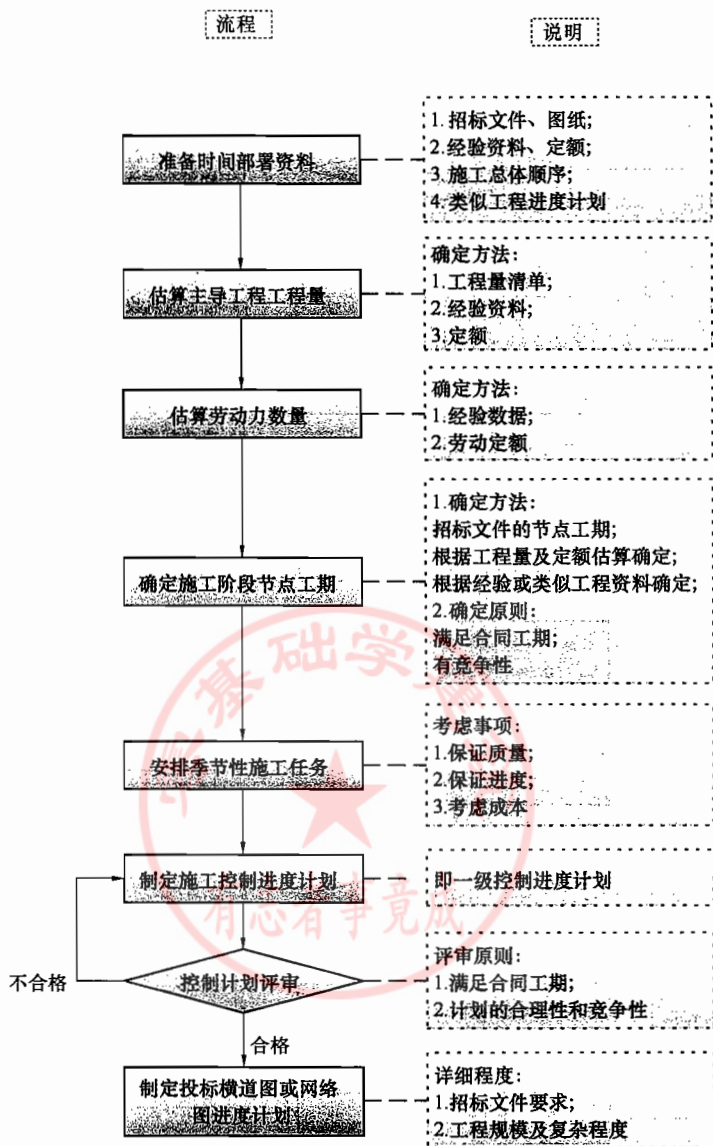 流程
说明
准备时间部署资料
1.招标文件、图纸;
2.经验资料、定额;
3.施工总体顺序;
4.类似工程进度计划
估算主导工程工程量
确定方法:
1.工程量清单;
2.经验资料;
3.定额
估算劳动力数量
确定方法:
1.经验数据;
2.劳动定额
确定施工阶段节点工期
1.确定方法:
招标文件的节点工期;
根据工程量及定额估算确定;
根据经验或类似工程资料确定;
2.确定原则:
满足合同工期;
有竞争性
安排季节性施工任务
考虑事项:
1.保证质量;
2.保证进度;
3.考虑成本
制定施工控制进度计划
即一级控制进度计划
有志者事竟成
不合格
控制计划评审
评审原则:
1.满足合同工期;
2.计划的合理性和竞争性
合格
制定投标横道图或网络
图进度计划
详细程度:
1.招标文件要求;
2.工程规模及复杂程度